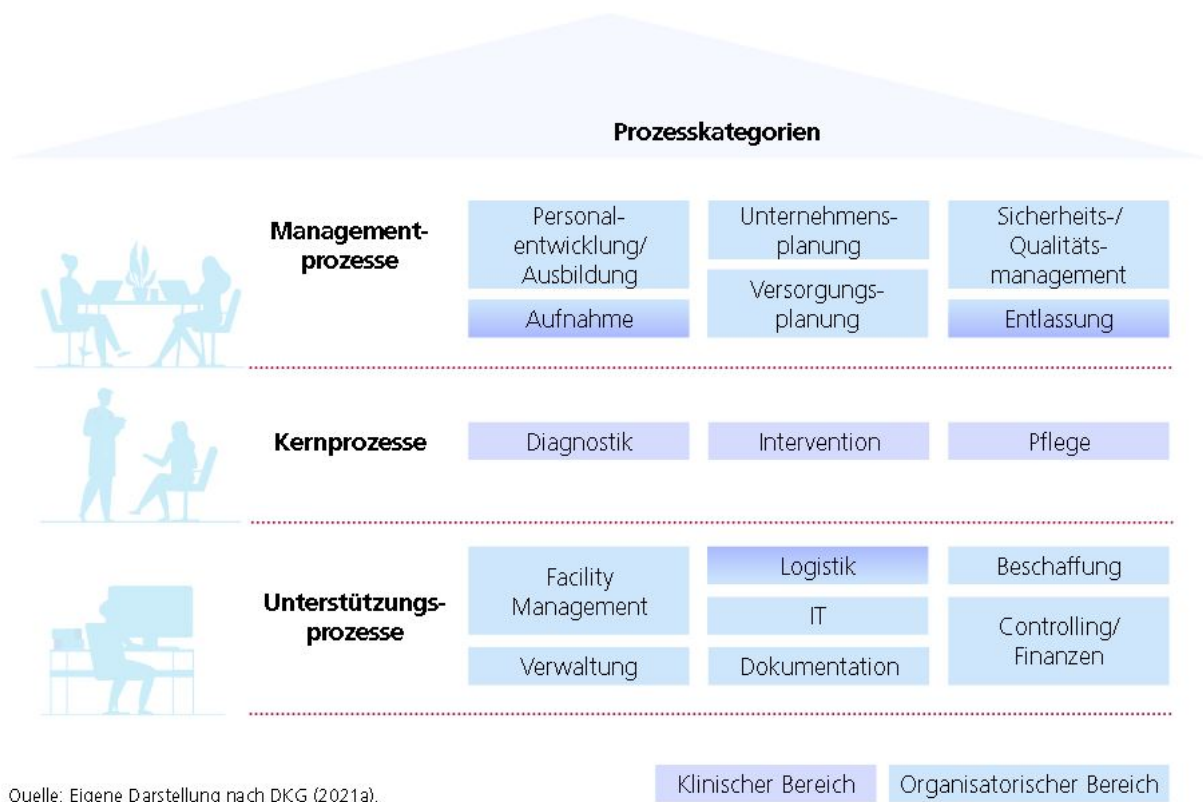 Prozesskategorien
Management-
prozesse
Personal-
entwicklung/
Ausbildung
Unternehmens-
planung
Sicherheits-/
Qualitäts-
management
Aufnahme
Versorgungs-
planung
Entlassung
Kernprozesse
Diagnostik
Intervention
Pflege
Unterstützungs-
prozesse
Facility
Management
Logistik
Beschaffung
IT
Controlling/
Finanzen
Verwaltung
Dokumentation
Klinischer Bereich
Organisatorischer Bereich
Quelle: Eigene Darstellung nach DKG (2021a).